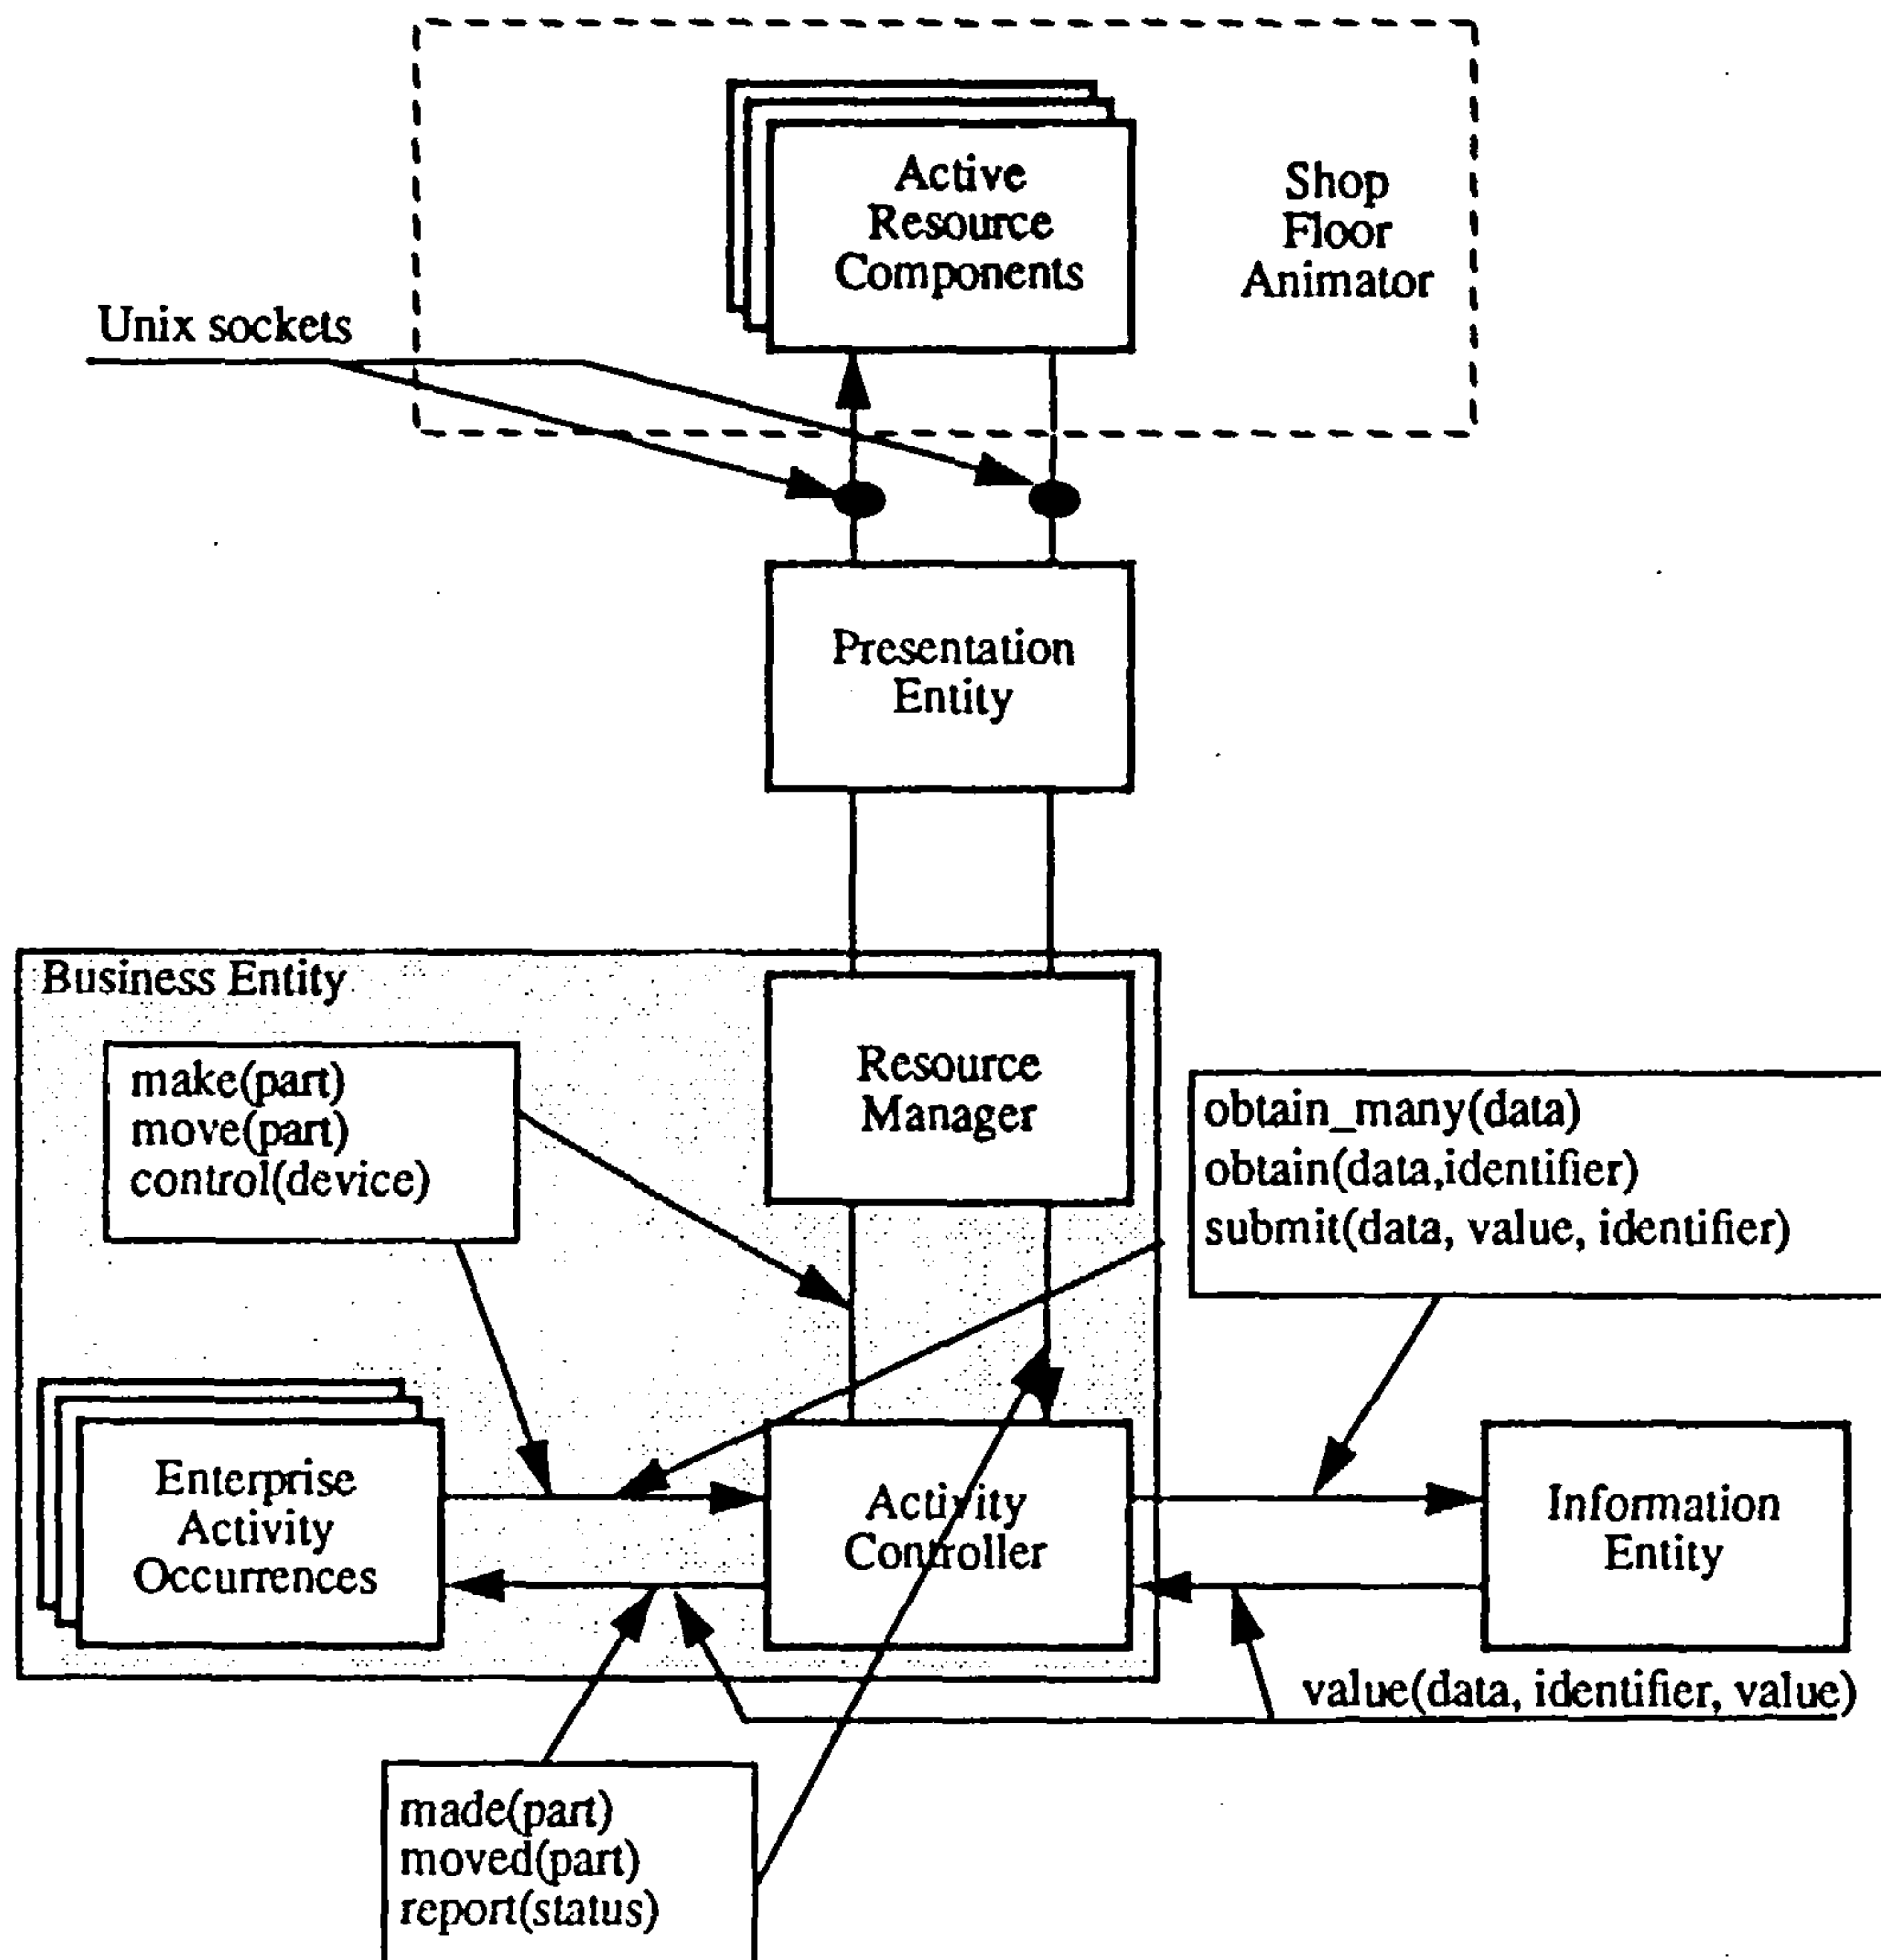 Active
Resource
Components
Shop
Floor
Animator
Unix sockets
Presentation
Entity
Business Entity
make(part)
move(part)
control(device)
Resource
Manager
obtain_many(data)
obtain(data,identifier)
submit(data, value, identifier)
Enterprise
Activity
Occurrences
Activity
Controller
Information
Entity
value(data, identifier, value)
made(part)
moved(part)
report(status)